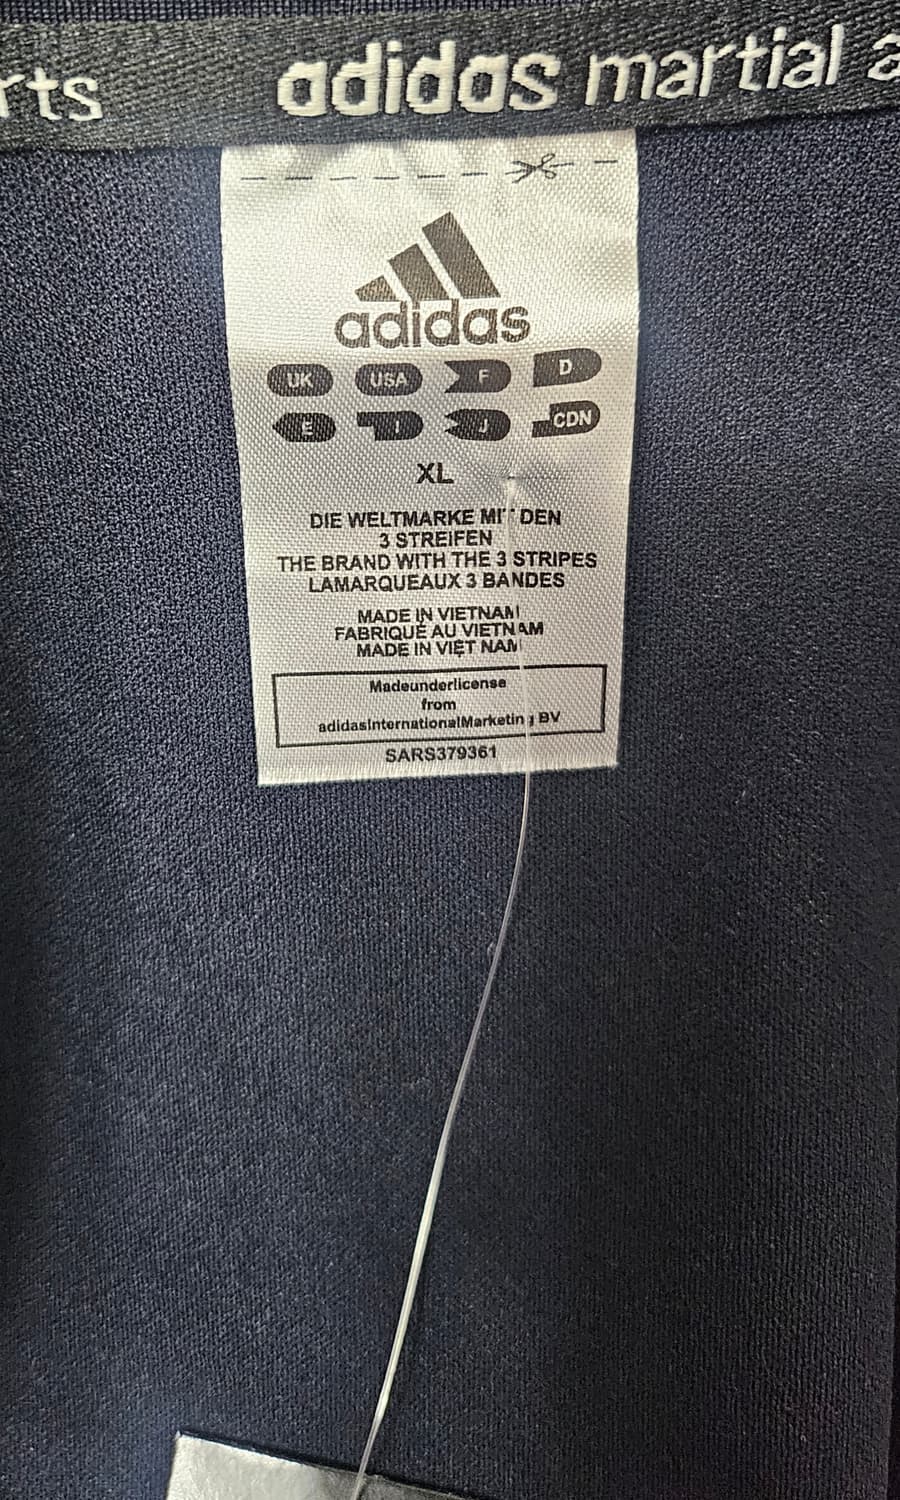 rts adidas martial a
adidas
UK USA F D
E I J CDN
XL
DIE WELTMARKE MIT DEN
3 STREIFEN
THE BRAND WITH THE 3 STRIPES
LAMARQUEAUX 3 BANDES
MADE IN VIETNAM
FABRIQUÉ AU VIETNAM
MADE IN VIỆT NAM
Madeunderlicense
from
adidasInternationalMarketing BV
SARS379361